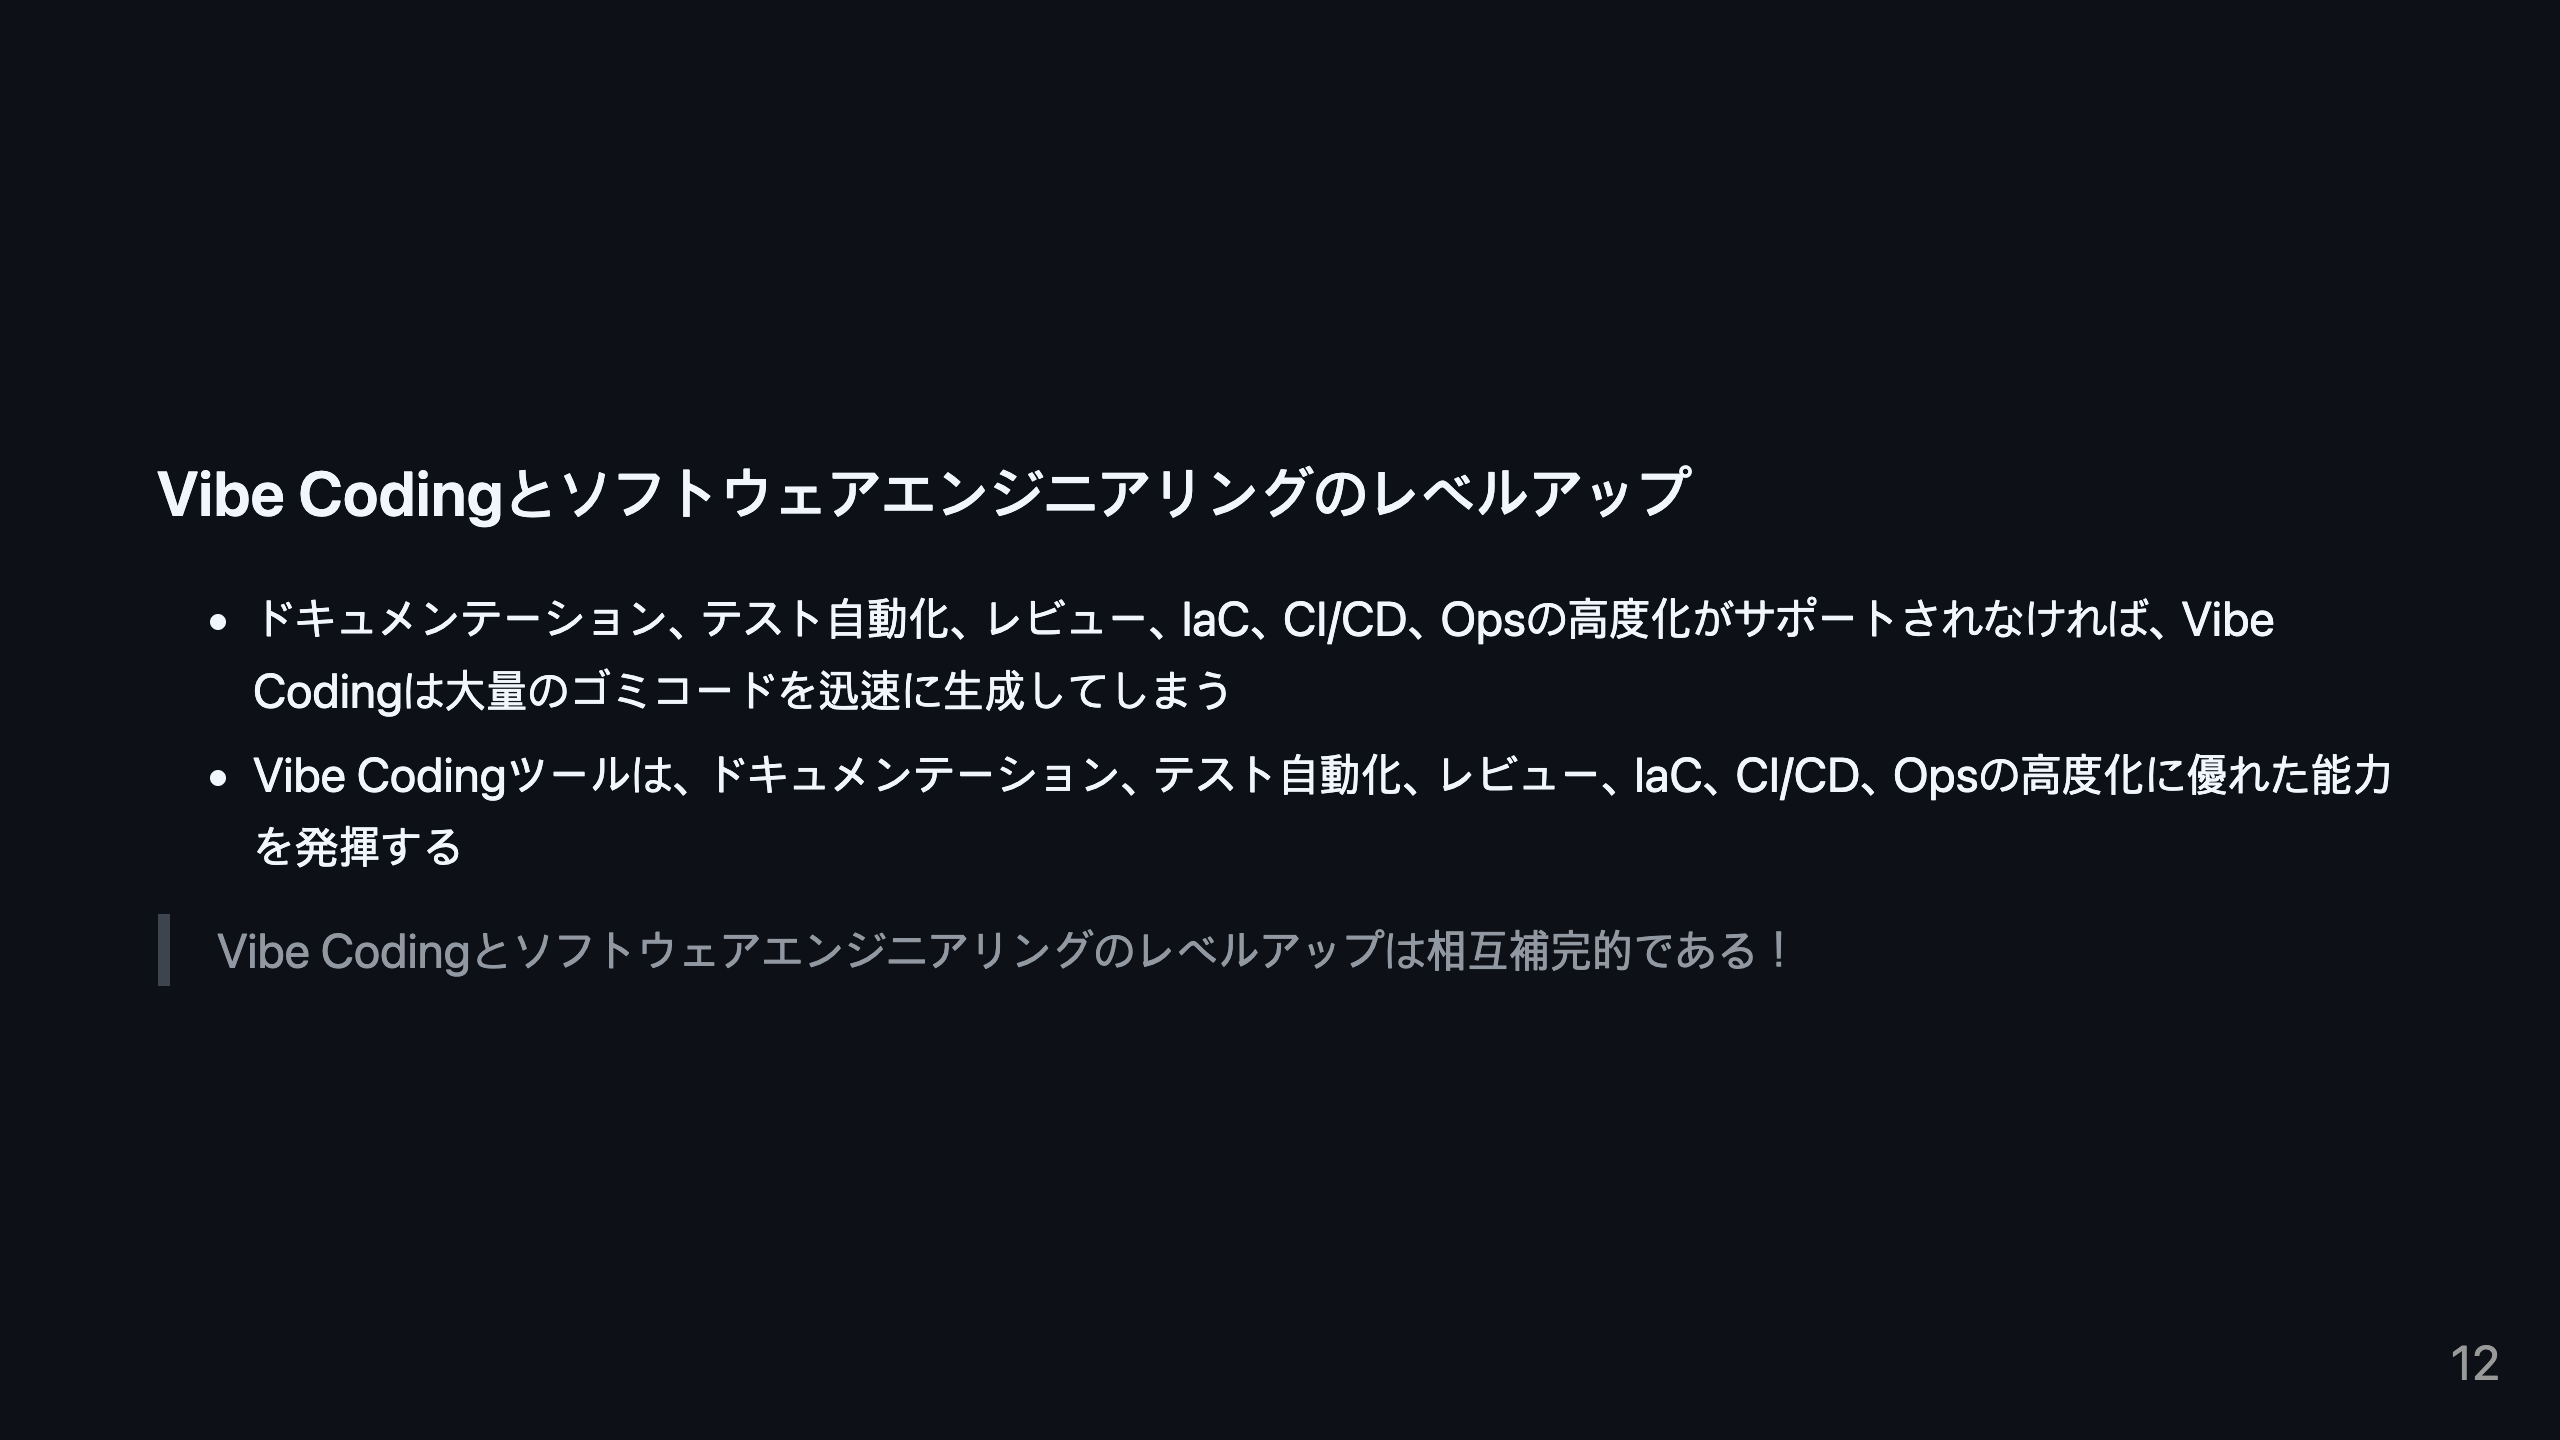 Vibe Codingとソフトウェアエンジニアリングのレベルアップ
ドキュメンテーション、テスト自動化、レビュー、IaC、CI/CD、Opsの高度化がサポートされなければ、Vibe
Codingは大量のゴミコードを迅速に生成してしまう
Vibe Codingツールは、ドキュメンテーション、テスト自動化、レビュー、IaC、CI/CD、Opsの高度化に優れた能力
を発揮する
Vibe Codingとソフトウェアエンジニアリングのレベルアップは相互補完的である！
12